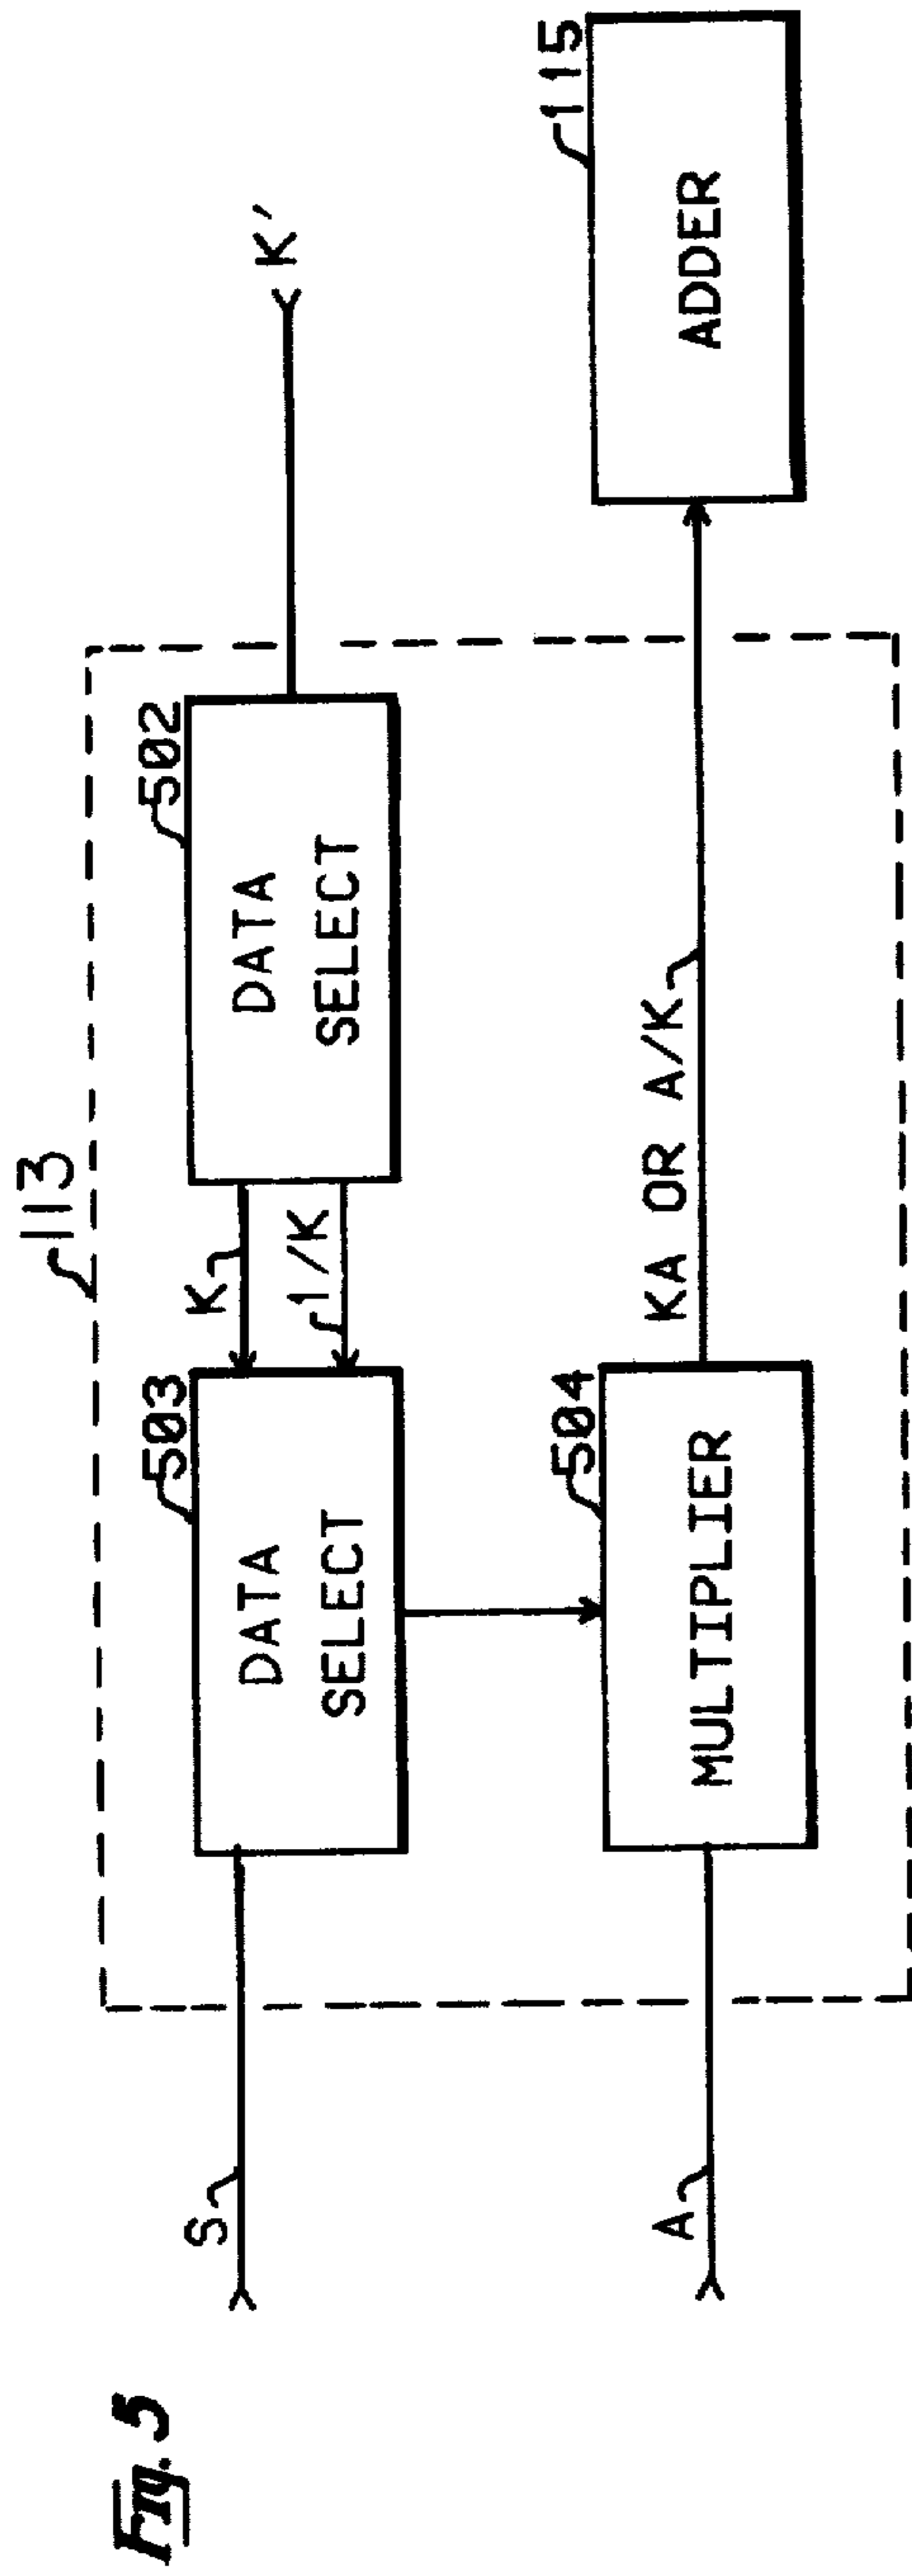 Fig. 5
113
S
503
DATA
SELECT
K
1/K
502
DATA
SELECT
K'
A
504
MULTIPLIER
KA OR A/K
115
ADDER